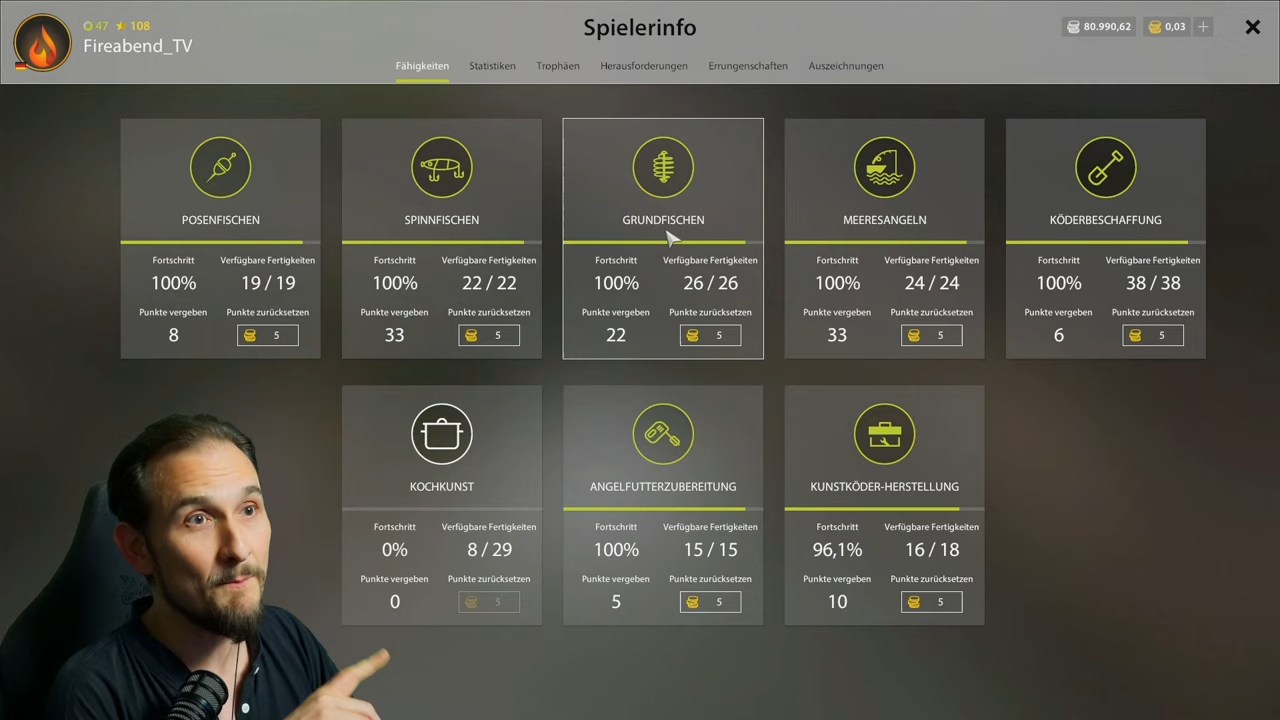 47 108
Fireabend_TV
Spielerinfo
80.990,62 0,03 +
Fähigkeiten Statistiken Trophäen Herausforderungen Errungenschaften Auszeichnungen
POSENFISCHEN
Fortschritt Verfügbare Fertigkeiten
100% 19 / 19
Punkte vergeben Punkte zurücksetzen
8 5
SPINNFISCHEN
Fortschritt Verfügbare Fertigkeiten
100% 22 / 22
Punkte vergeben Punkte zurücksetzen
33 5
GRUNDFISCHEN
Fortschritt Verfügbare Fertigkeiten
100% 26 / 26
Punkte vergeben Punkte zurücksetzen
22 5
MEERESANGELN
Fortschritt Verfügbare Fertigkeiten
100% 24 / 24
Punkte vergeben Punkte zurücksetzen
33 5
KÖDERBESCHAFFUNG
Fortschritt Verfügbare Fertigkeiten
100% 38 / 38
Punkte vergeben Punkte zurücksetzen
6 5
KOCHKUNST
Fortschritt Verfügbare Fertigkeiten
0% 8 / 29
Punkte vergeben Punkte zurücksetzen
0 5
ANGELFUTTERZUBEREITUNG
Fortschritt Verfügbare Fertigkeiten
100% 15 / 15
Punkte vergeben Punkte zurücksetzen
5 5
KUNSTKÖDER-HERSTELLUNG
Fortschritt Verfügbare Fertigkeiten
96,1% 16 / 18
Punkte vergeben Punkte zurücksetzen
10 5